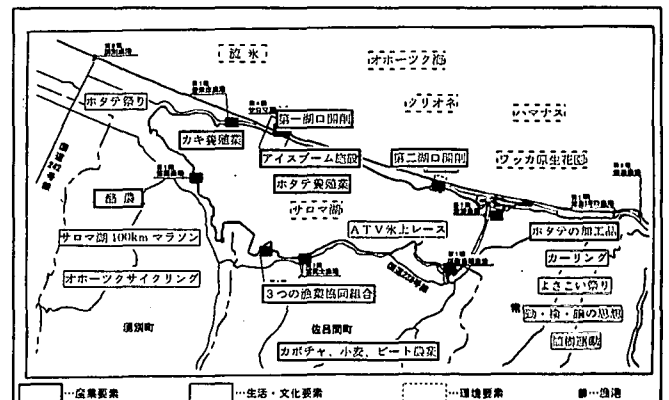 流氷
オホーツク海
クリオネ
ハマナス
ワッカ原生花園
ホタテ祭り
第一湖口開削
カキ養殖業
アイスブーム施設
第二湖口開削
ホタテ養殖業
酪農
サロマ湖
ATV氷上レース
ホタテの加工品
サロマ湖100kmマラソン
カーリング
オホーツクサイクリング
3つの漁業協同組合
よさこい祭り
湧別町
佐呂間町
常
カボチャ、小麦、ビート農業
植樹運動
…産業要素
…生活・文化要素
…環境要素
…漁港